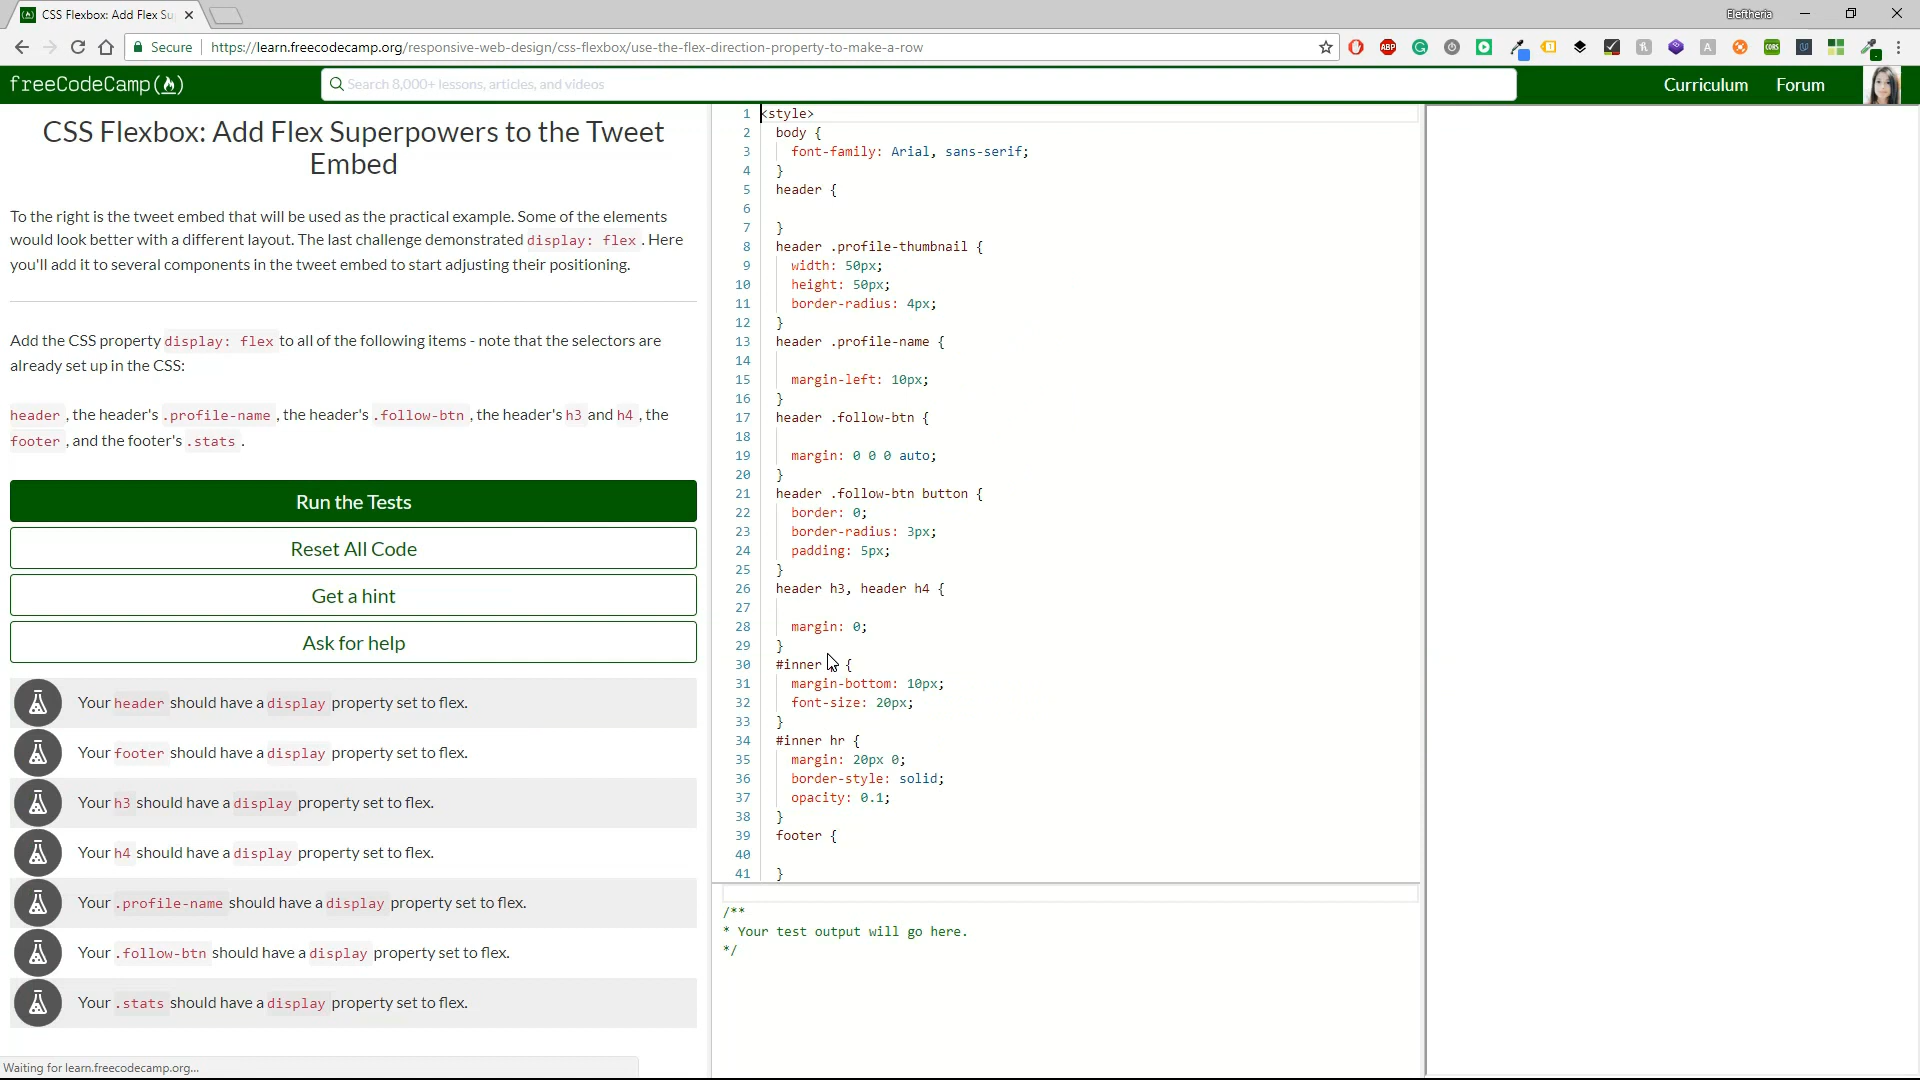 CSS Flexbox: Add Flex Su
Eleftheria
Secure
https://learn.freecodecamp.org/responsive-web-design/css-flexbox/use-the-flex-direction-property-to-make-a-row
freeCodeCamp
Search 8,000+ lessons, articles, and videos
Curriculum
Forum
CSS Flexbox: Add Flex Superpowers to the Tweet
Embed
To the right is the tweet embed that will be used as the practical example. Some of the elements
would look better with a different layout. The last challenge demonstrated display: flex . Here
you'll add it to several components in the tweet embed to start adjusting their positioning.
Add the CSS property display: flex to all of the following items - note that the selectors are
already set up in the CSS:
header , the header's .profile-name , the header's .follow-btn , the header's h3 and h4 , the
footer , and the footer's .stats .
Run the Tests
Reset All Code
Get a hint
Ask for help
Your header should have a display property set to flex.
Your footer should have a display property set to flex.
Your h3 should have a display property set to flex.
Your h4 should have a display property set to flex.
Your .profile-name should have a display property set to flex.
Your .follow-btn should have a display property set to flex.
Your .stats should have a display property set to flex.
Waiting for learn.freecodecamp.org...
1 <style>
2 body {
3 font-family: Arial, sans-serif;
4 }
5 header {
6
7 }
8 header .profile-thumbnail {
9 width: 50px;
10 height: 50px;
11 border-radius: 4px;
12 }
13 header .profile-name {
14
15 margin-left: 10px;
16 }
17 header .follow-btn {
18
19 margin: 0 0 0 auto;
20 }
21 header .follow-btn button {
22 border: 0;
23 border-radius: 3px;
24 padding: 5px;
25 }
26 header h3, header h4 {
27
28 margin: 0;
29 }
30 #inner {
31 margin-bottom: 10px;
32 font-size: 20px;
33 }
34 #inner hr {
35 margin: 20px 0;
36 border-style: solid;
37 opacity: 0.1;
38 }
39 footer {
40
41 }
/**
* Your test output will go here.
*/